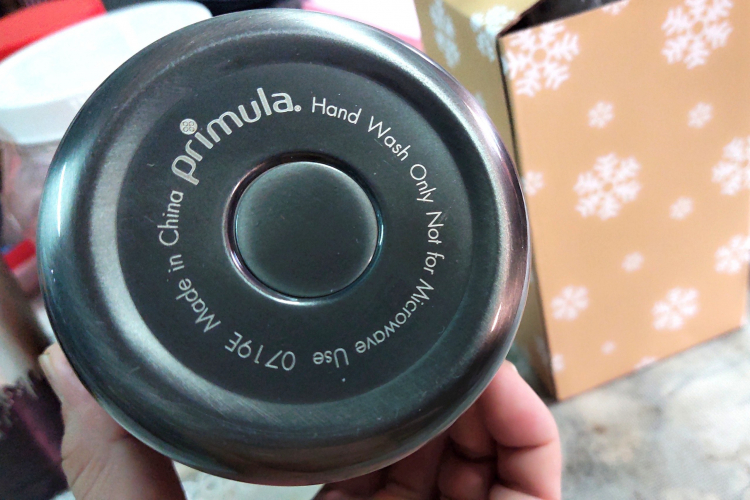 primula. Hand Wash Only Not for Microwave Use 0719E Made in China